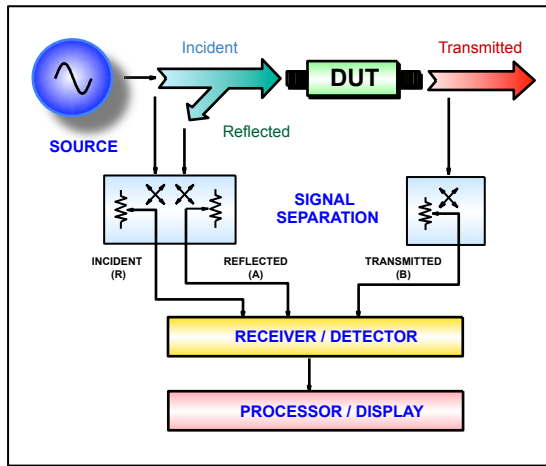 Incident
Transmitted
DUT
Reflected
SOURCE
SIGNAL
SEPARATION
INCIDENT
(R)
REFLECTED
(A)
TRANSMITTED
(B)
RECEIVER / DETECTOR
PROCESSOR / DISPLAY